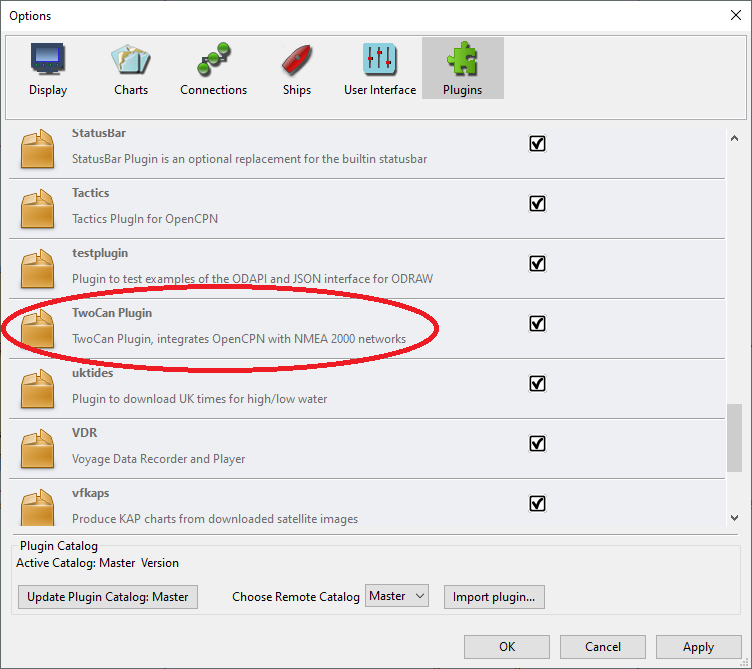 Options
Display
Charts
Connections
Ships
User Interface
Plugins
StatusBar
StatusBar Plugin is an optional replacement for the builtin statusbar
Tactics
Tactics PlugIn for OpenCPN
testplugin
Plugin to test examples of the ODAPI and JSON interface for ODRAW
TwoCan Plugin
TwoCan Plugin, integrates OpenCPN with NMEA 2000 networks
uktides
Plugin to download UK times for high/low water
VDR
Voyage Data Recorder and Player
vfkaps
Produce KAP charts from downloaded satellite images
Plugin Catalog
Active Catalog: Master Version
Update Plugin Catalog: Master
Choose Remote Catalog
Master
Import plugin...
OK
Cancel
Apply